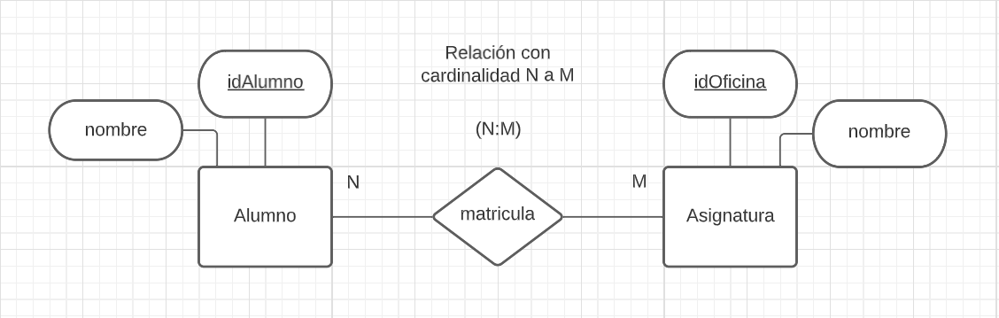 Relación con
cardinalidad N a M
idAlumno
idOficina
nombre
(N:M)
nombre
N
M
Alumno
matricula
Asignatura